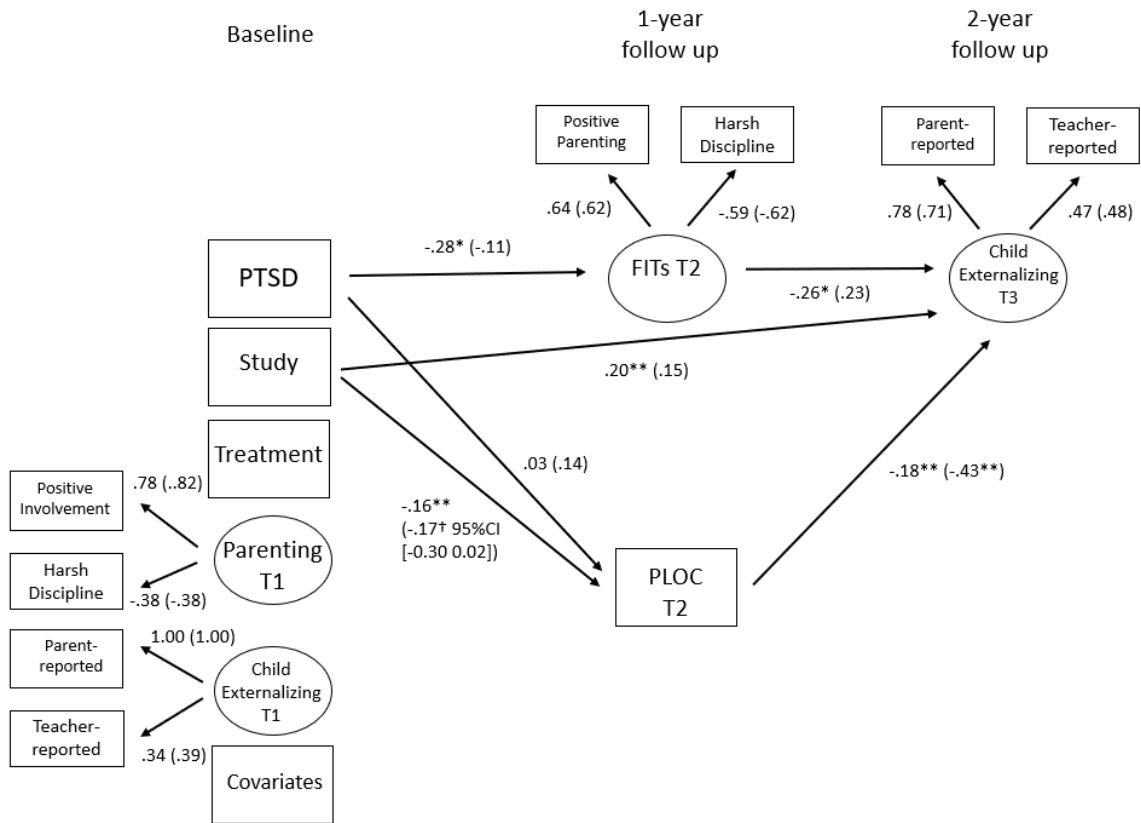 Baseline
1-year
follow up
2-year
follow up
Positive
Parenting
Harsh
Discipline
Parent-
reported
Teacher-
reported
.64 (.62)
-.59 (-.62)
.78 (.71)
.47 (.48)
PTSD
-.28* (-.11)
FITs T2
-.26* (.23)
Child
Externalizing
T3
Study
.20** (.15)
Treatment
.03 (.14)
-.18** (-.43**)
Positive
Involvement
.78 (..82)
-.16**
(-.17† 95%CI
[-0.30 0.02])
Parenting
T1
Harsh
Discipline
-.38 (-.38)
PLOC
T2
Parent-
reported
1.00 (1.00)
Child
Externalizing
T1
Teacher-
reported
.34 (.39)
Covariates